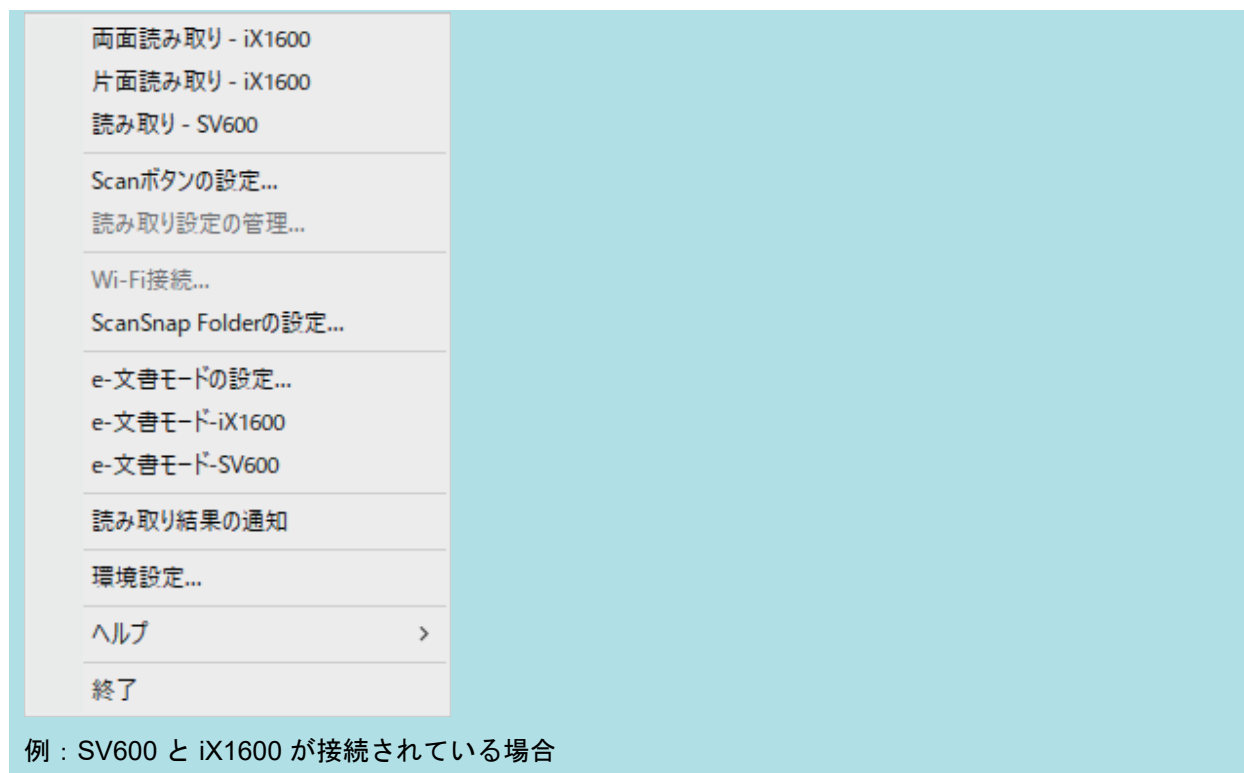 両面読み取り - iX1600
片面読み取り - iX1600
読み取り - SV600
Scanボタンの設定...
読み取り設定の管理...
Wi-Fi接続...
ScanSnap Folderの設定...
e-文書モードの設定...
e-文書モード-iX1600
e-文書モード-SV600
読み取り結果の通知
環境設定...
ヘルプ >
終了
例：SV600 と iX1600 が接続されている場合